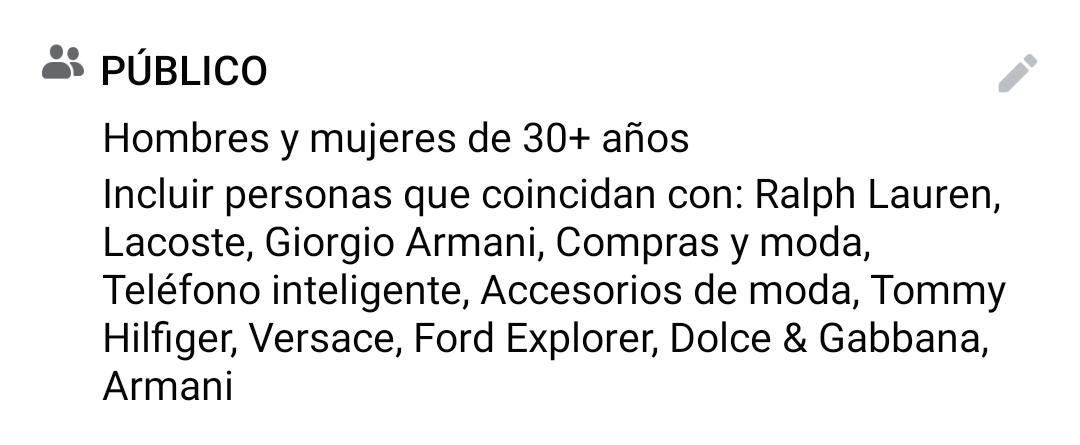 PÚBLICO
Hombres y mujeres de 30+ años
Incluir personas que coincidan con: Ralph Lauren,
Lacoste, Giorgio Armani, Compras y moda,
Teléfono inteligente, Accesorios de moda, Tommy
Hilfiger, Versace, Ford Explorer, Dolce & Gabbana,
Armani